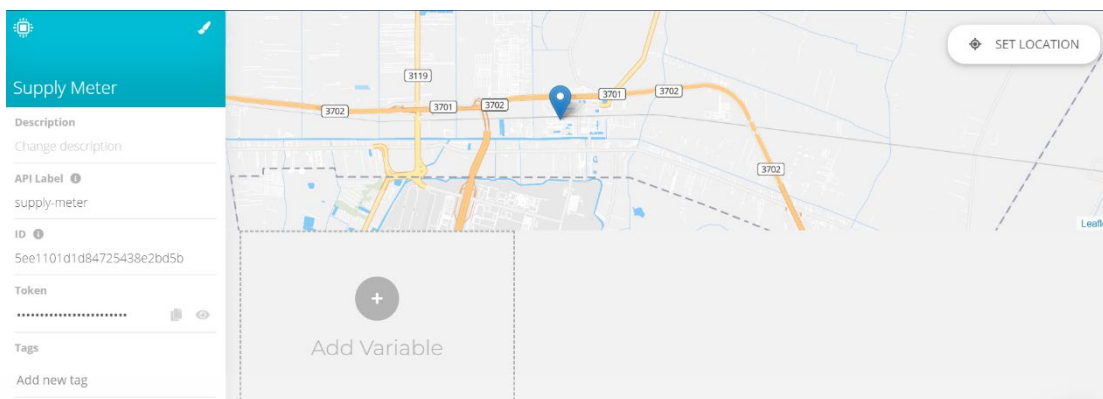 Supply Meter
Description
Change description
API Label
supply-meter
ID
5ee1101d1d84725438e2bd5b
Token
Tags
Add new tag
SET LOCATION
3119
3702
3701
3702
3701
3702
3702
Leafl
Add Variable